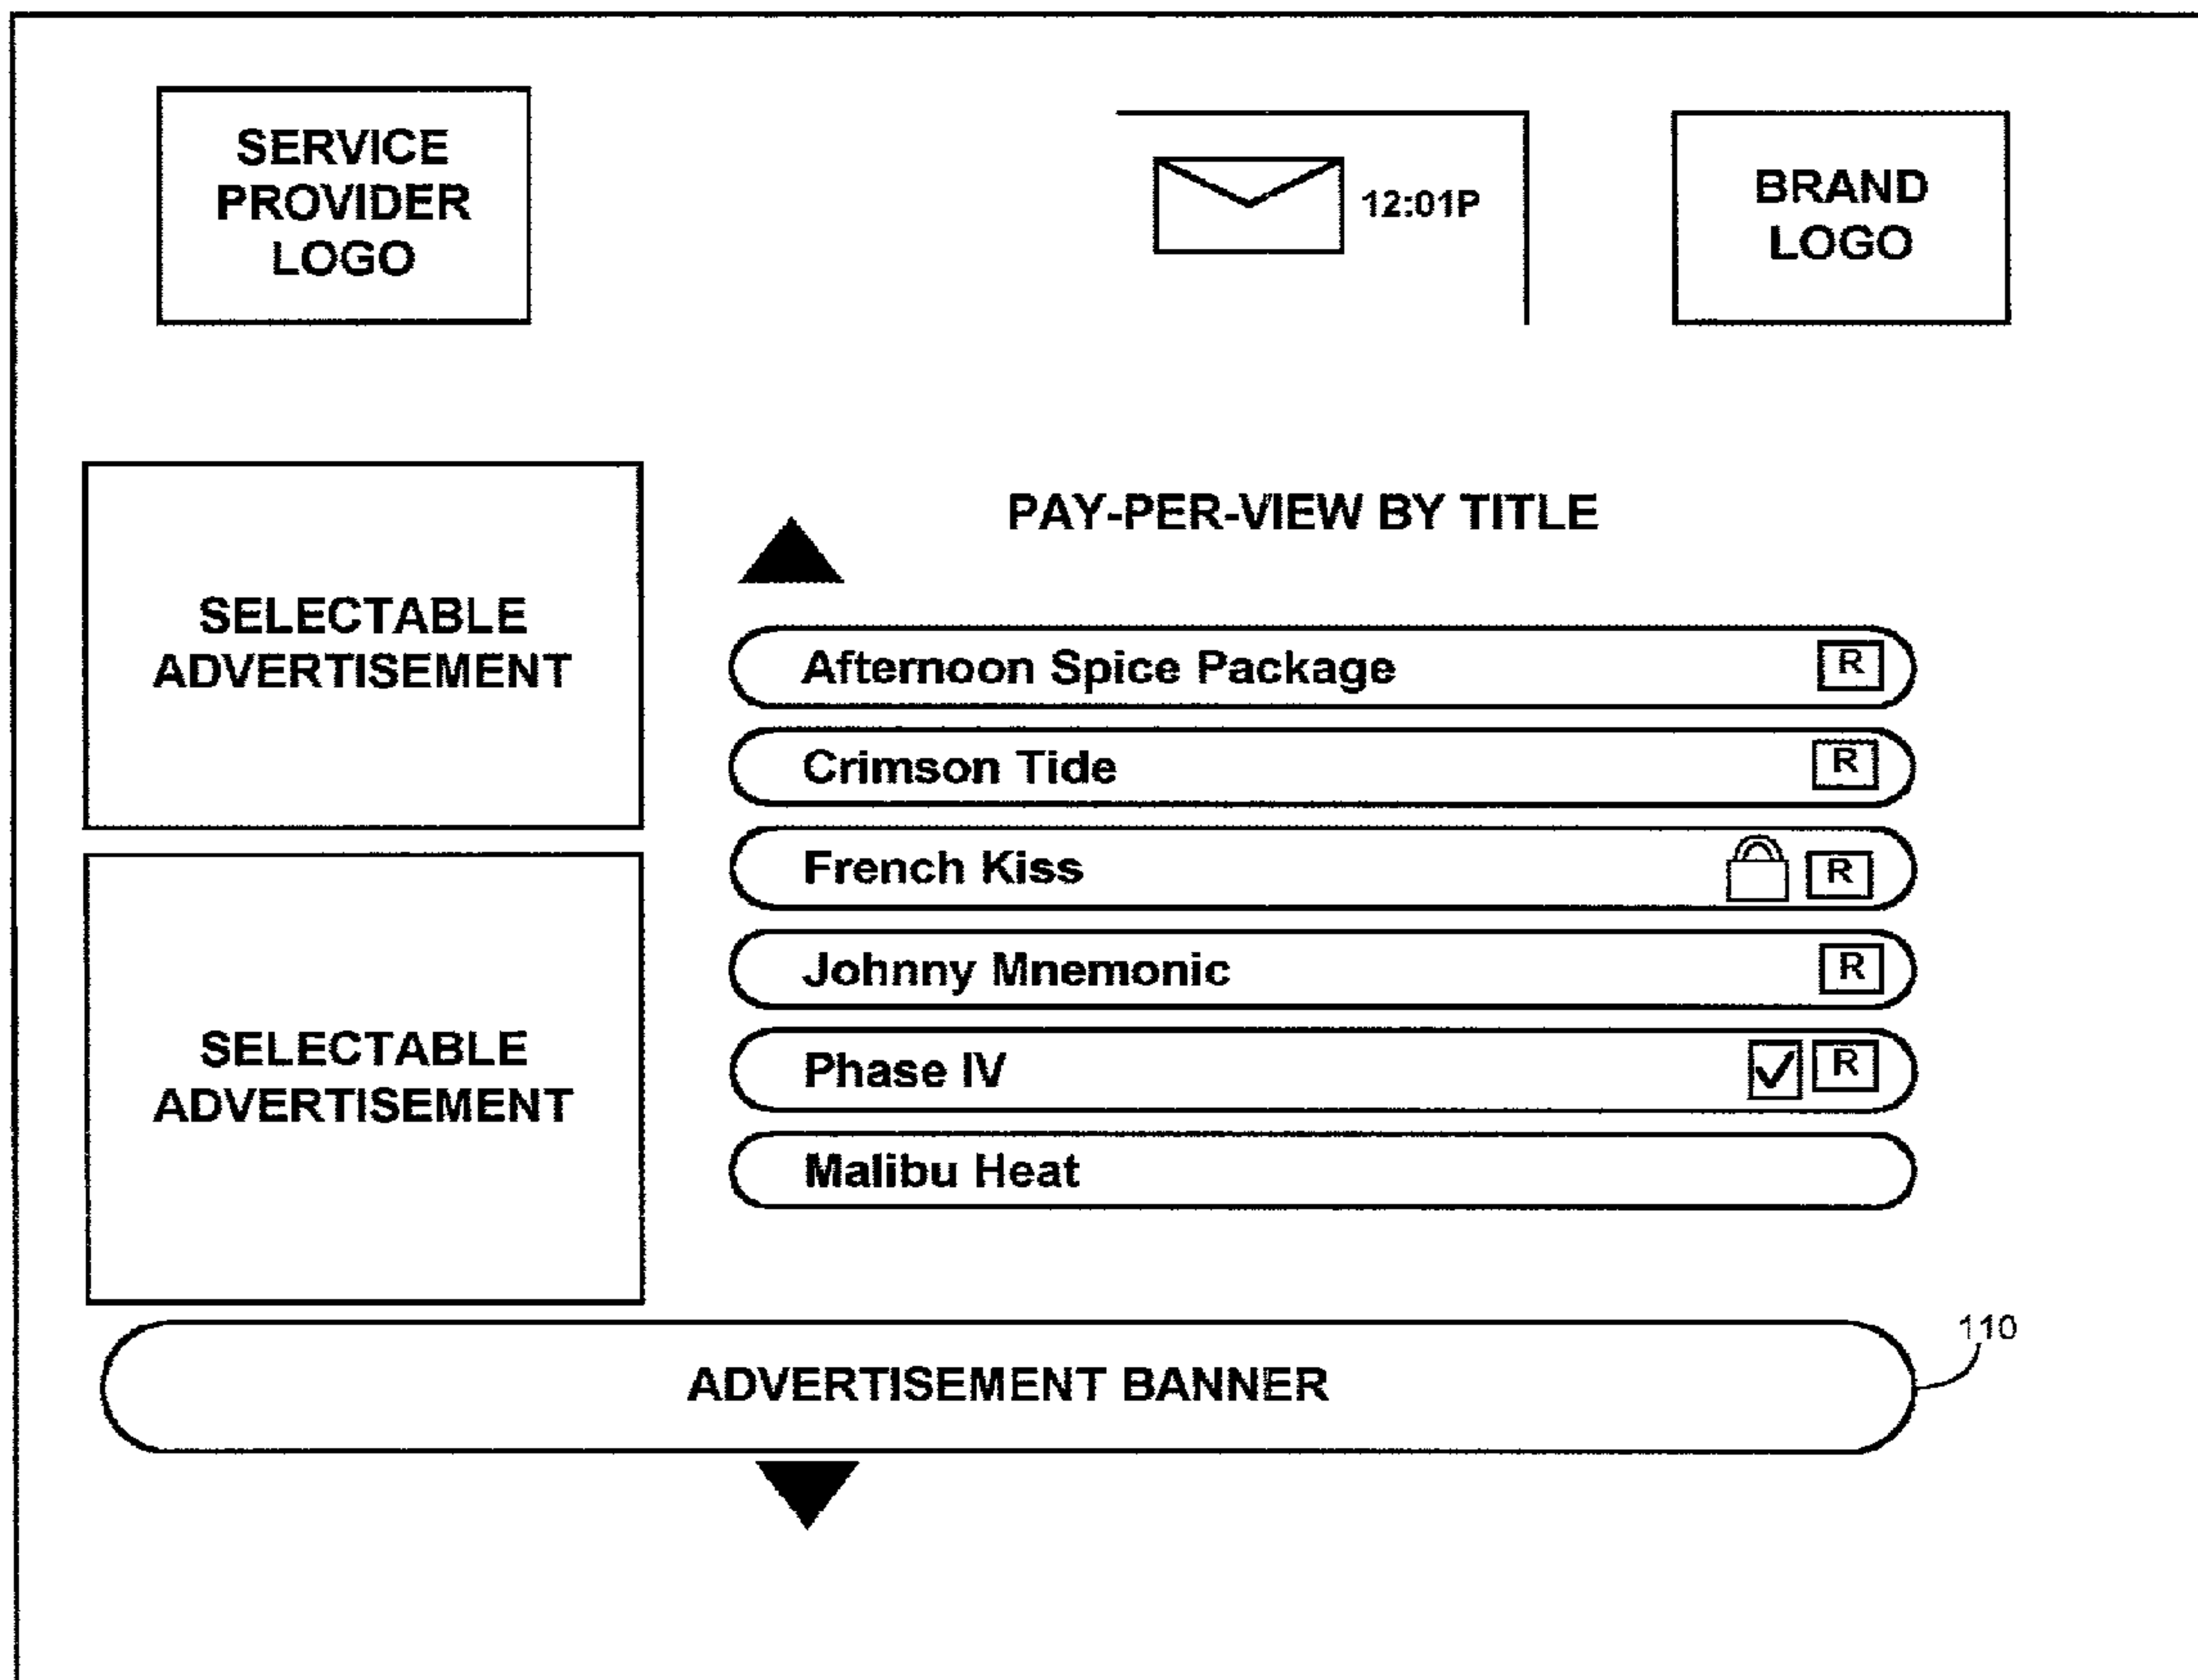 SERVICE
PROVIDER
LOGO
12:01P
BRAND
LOGO
SELECTABLE
ADVERTISEMENT
PAY-PER-VIEW BY TITLE
Afternoon Spice Package R
Crimson Tide R
French Kiss R
Johnny Mnemonic R
Phase IV R
Malibu Heat
SELECTABLE
ADVERTISEMENT
ADVERTISEMENT BANNER
110